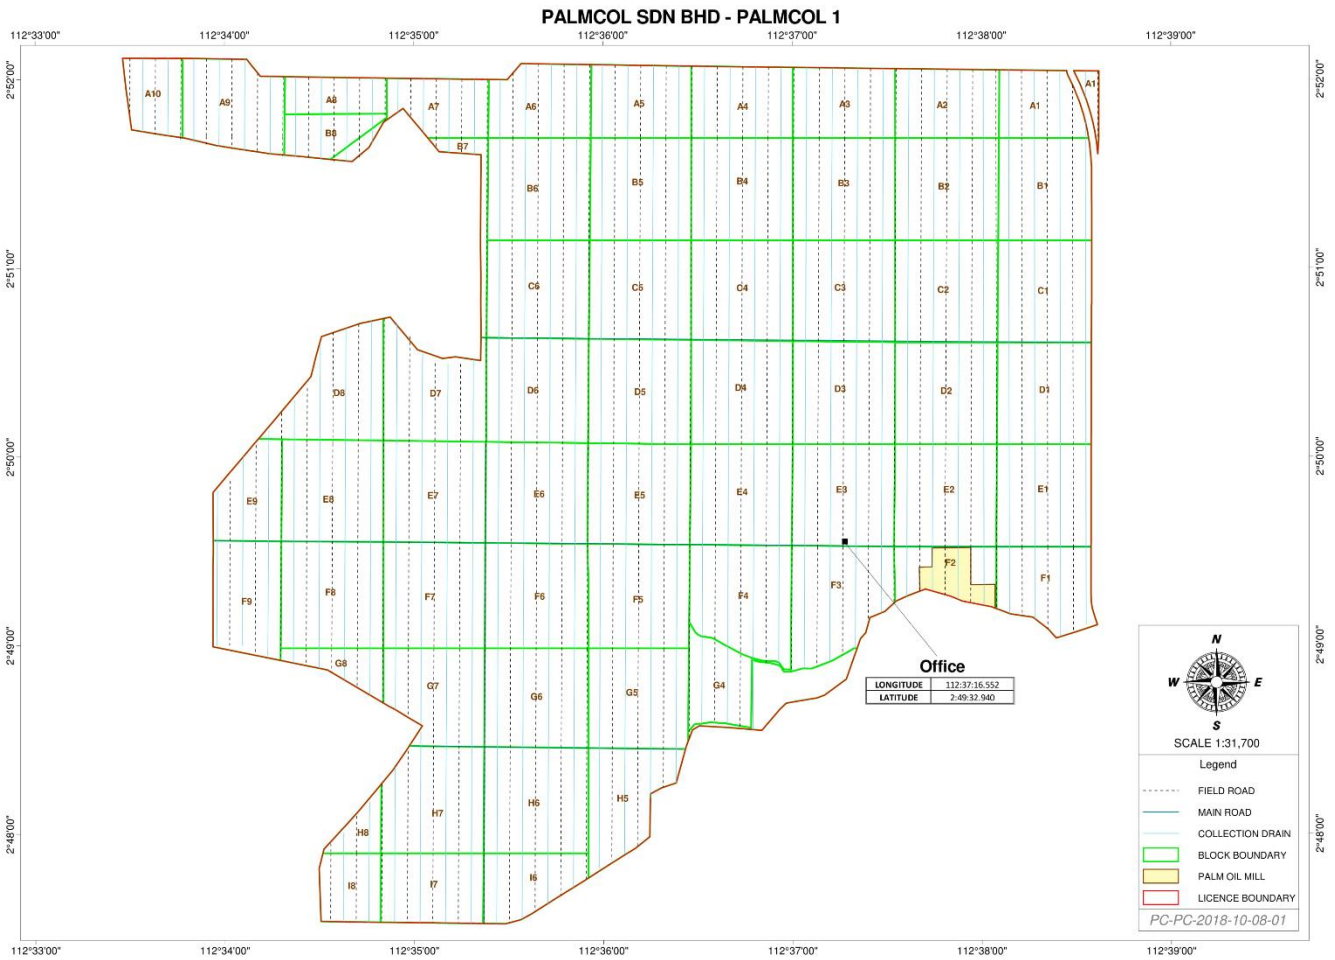 PALMCOL SDN BHD - PALMCOL 1
112°33'00" 112°34'00" 112°35'00" 112°36'00" 112°37'00" 112°38'00" 112°39'00"
2°52'00" 2°52'00"
A10 A9 A8 A7 A6 A5 A4 A3 A2 A1 A1
B8 B7
B6 B5 B4 B3 B2 B1
2°51'00" 2°51'00"
C6 C5 C4 C3 C2 C1
D8 D7 D6 D5 D4 D3 D2 D1
2°50'00" 2°50'00"
E9 E8 E7 E6 E5 E4 E3 E2 E1
F9 F8 F7 F6 F5 F4 F3 F2 F1
2°49'00" 2°49'00"
G8 G7 G6 G5 G4
Office
LONGITUDE 112:37:16.552
LATITUDE 2:49:32.940
H8 H7 H6 H5
2°48'00" 2°48'00"
I8 I7 I6
N
W E
S
SCALE 1:31,700
Legend
FIELD ROAD
MAIN ROAD
COLLECTION DRAIN
BLOCK BOUNDARY
PALM OIL MILL
LICENCE BOUNDARY
PC-PC-2018-10-08-01
112°33'00" 112°34'00" 112°35'00" 112°36'00" 112°37'00" 112°38'00" 112°39'00"